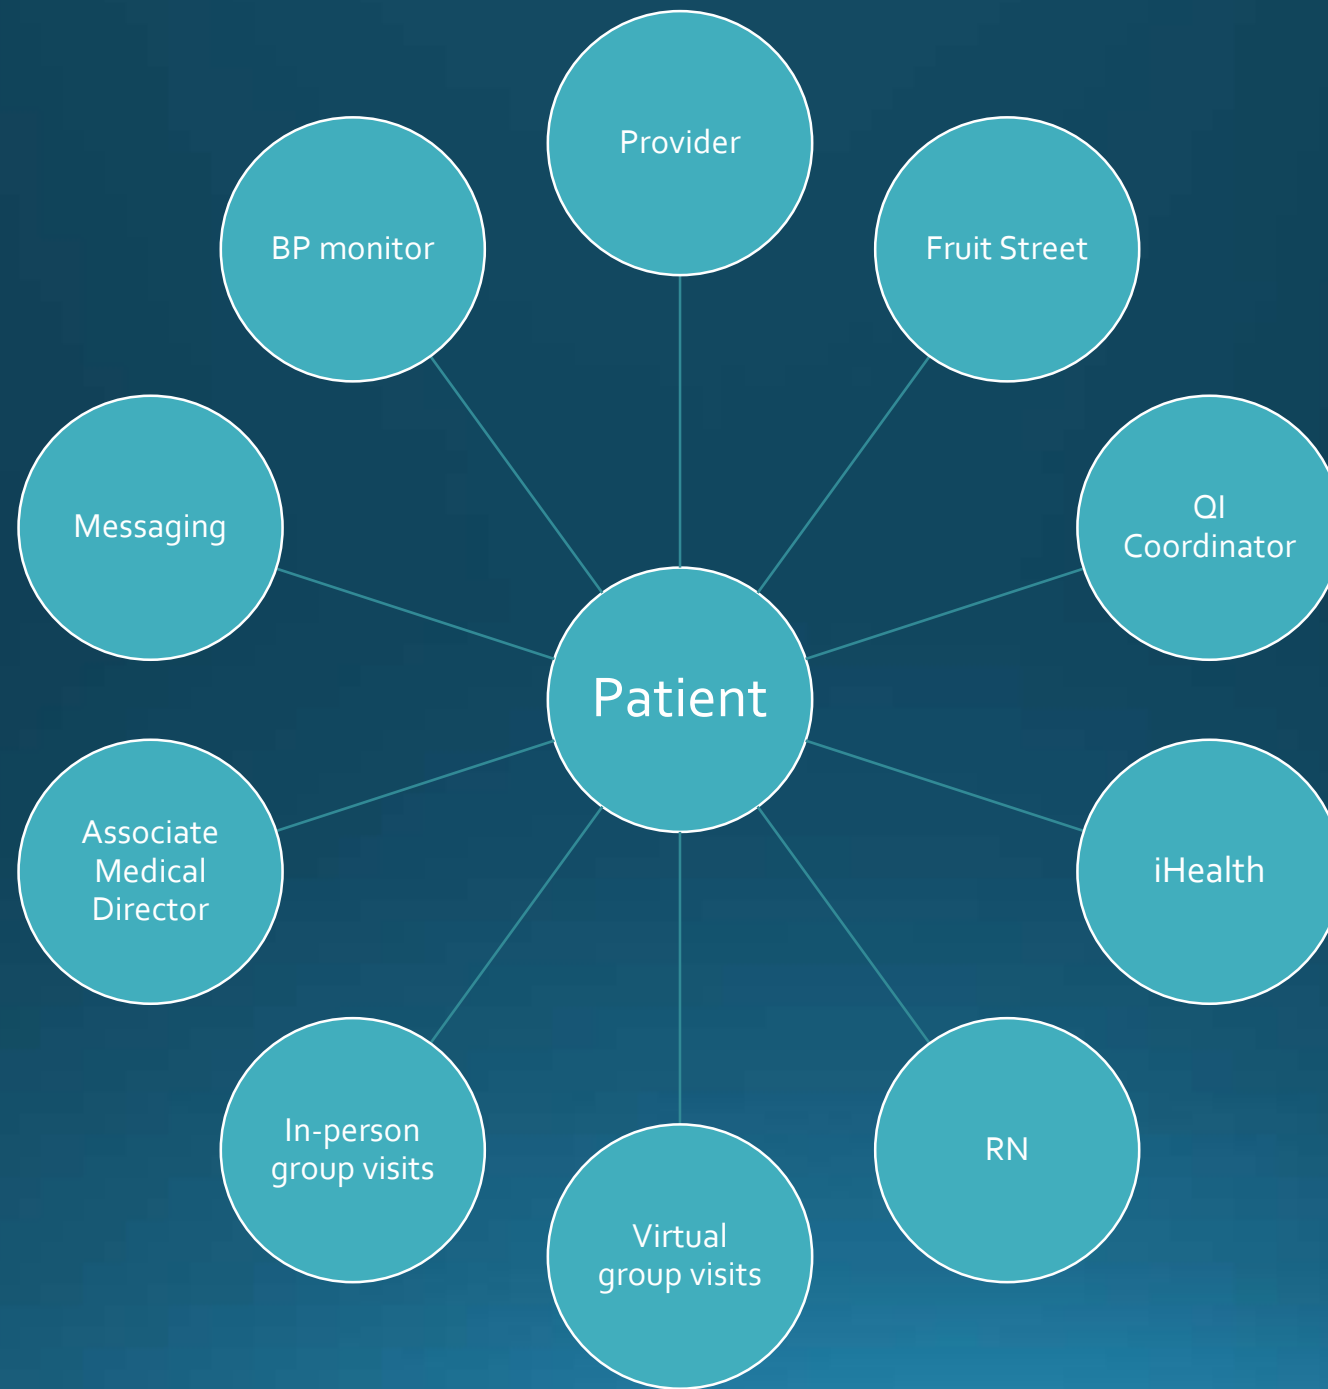 Provider
BP monitor
Fruit Street
QI
Coordinator
Messaging
Patient
Associate
Medical
Director
iHealth
In-person
group visits
RN
Virtual
group visits